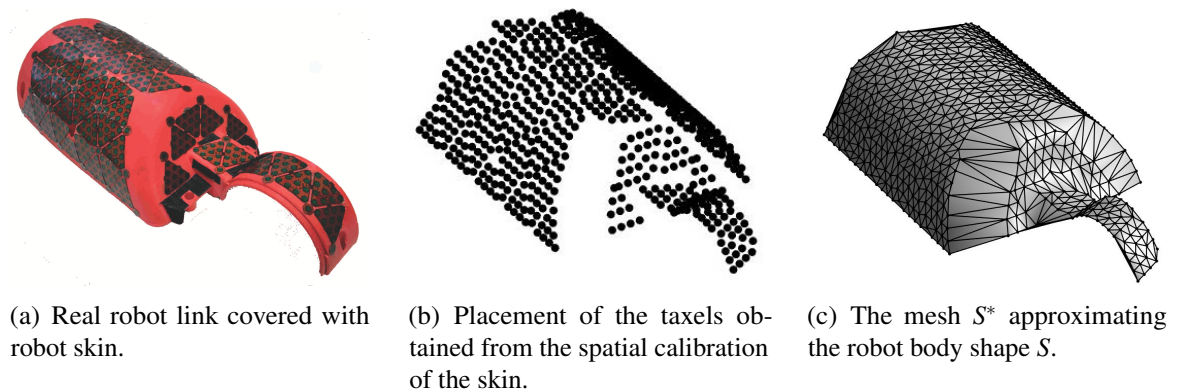 (a) Real robot link covered with
robot skin.
(b) Placement of the taxels ob-
tained from the spatial calibration
of the skin.
(c) The mesh S* approximating
the robot body shape S.